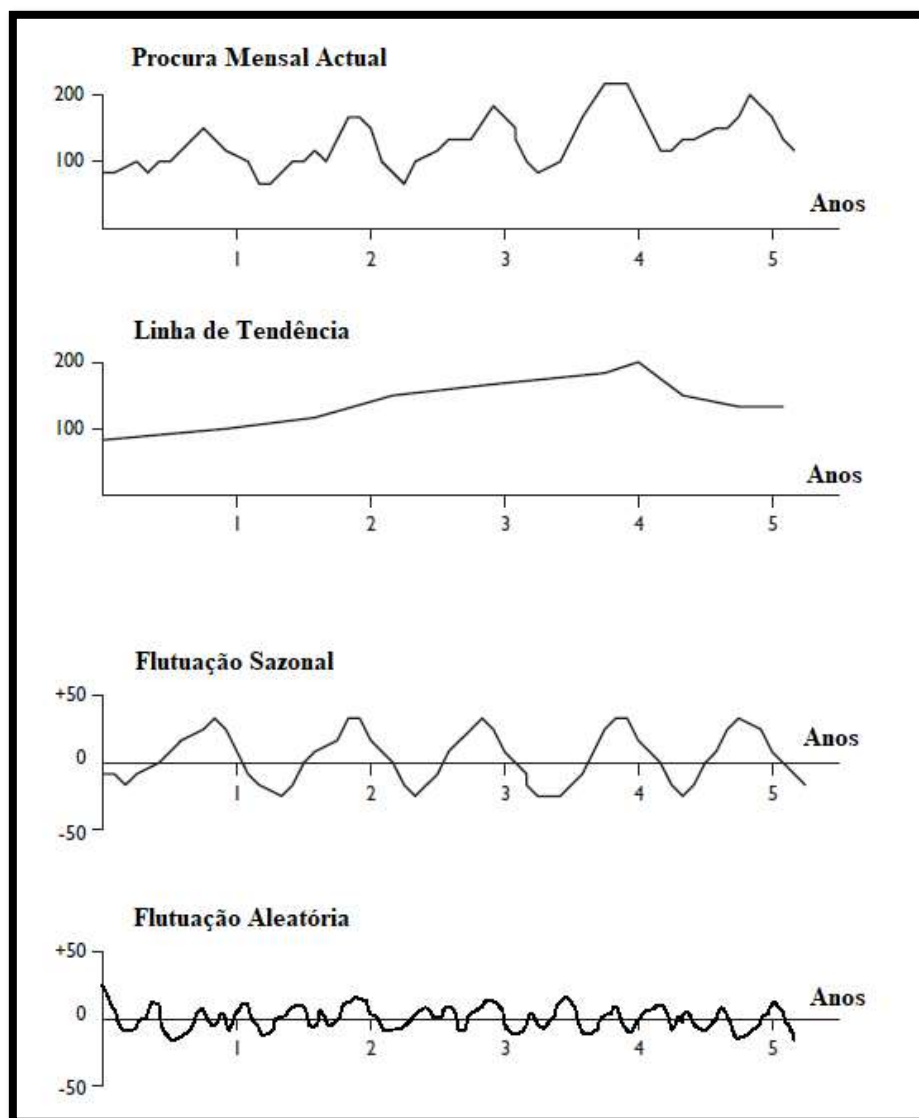 Procura Mensal Actual
200
100
Anos
1 2 3 4 5
Linha de Tendência
200
100
Anos
1 2 3 4 5
Flutuação Sazonal
+50
Anos
0
1 2 3 4 5
-50
Flutuação Aleatória
+50
Anos
0
1 2 3 4 5
-50